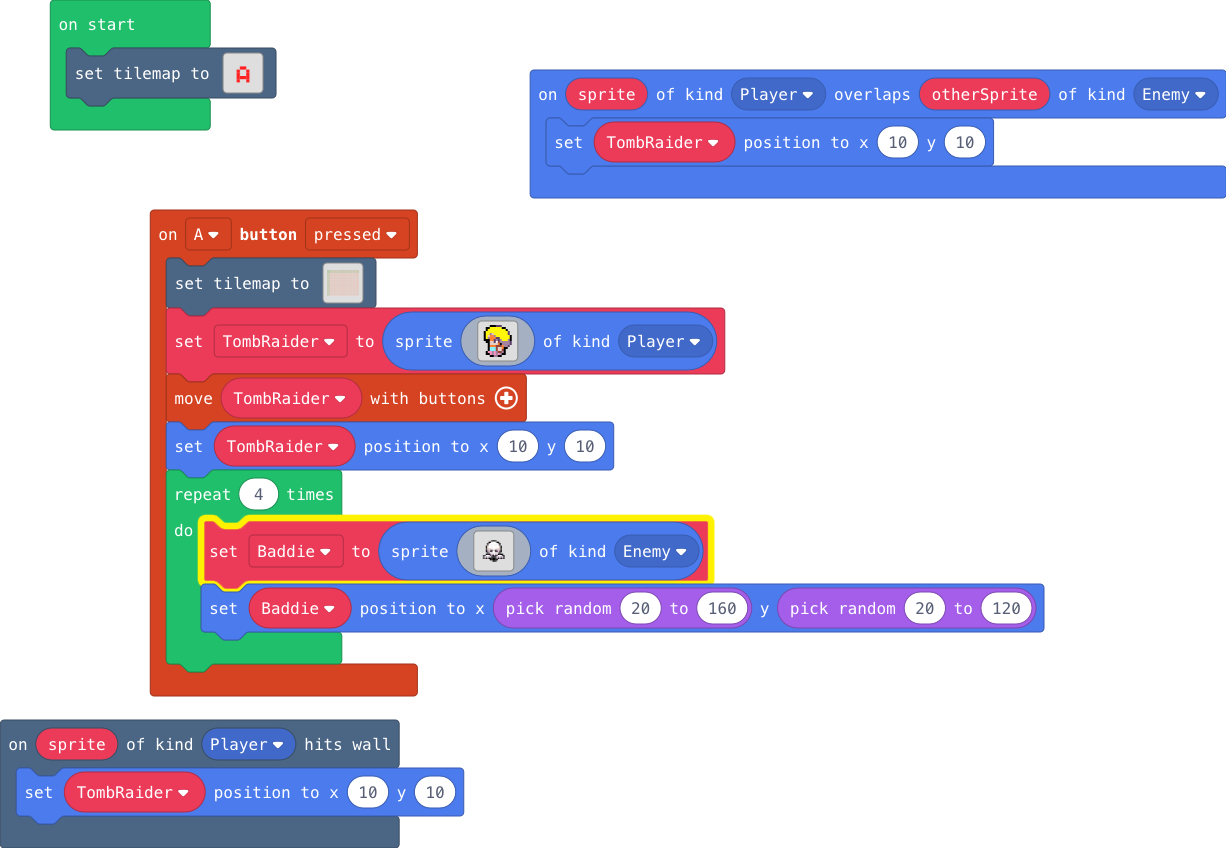 on start
set tilemap to A
on sprite of kind Player overlaps otherSprite of kind Enemy
set TombRaider position to x 10 y 10
on A button pressed
set tilemap to
set TombRaider to sprite of kind Player
move TombRaider with buttons
set TombRaider position to x 10 y 10
repeat 4 times
do
set Baddie to sprite of kind Enemy
set Baddie position to x pick random 20 to 160 y pick random 20 to 120
on sprite of kind Player hits wall
set TombRaider position to x 10 y 10